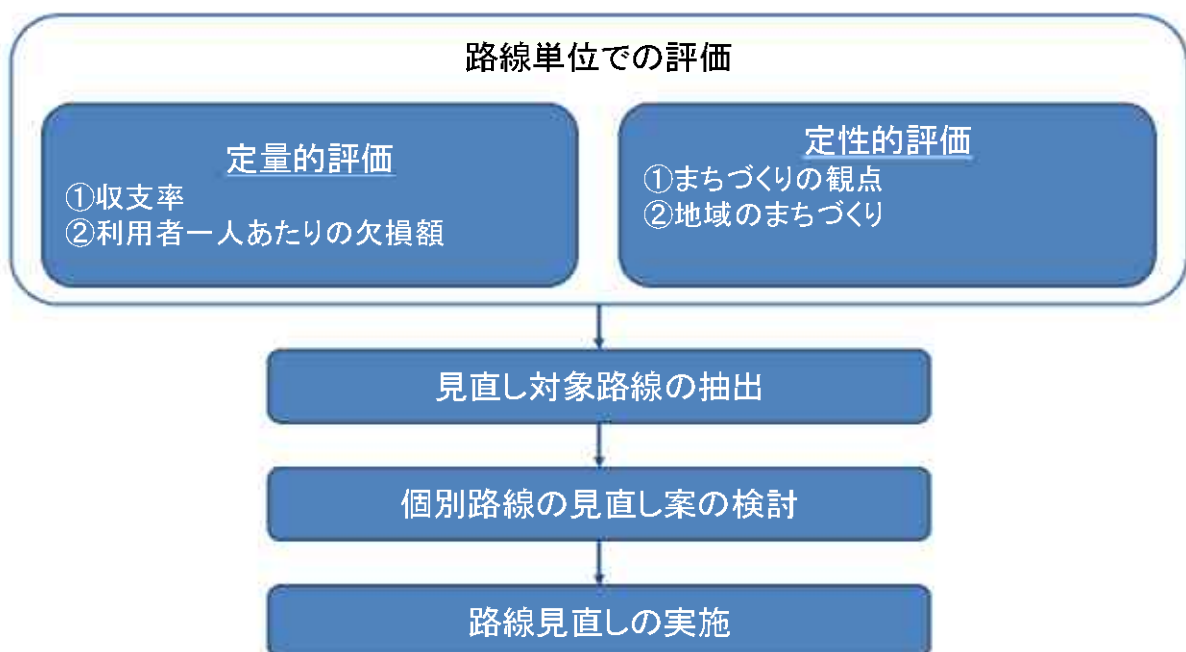 路線単位での評価
定量的評価
①収支率
②利用者一人あたりの欠損額
定性的評価
①まちづくりの観点
②地域のまちづくり
見直し対象路線の抽出
個別路線の見直し案の検討
路線見直しの実施